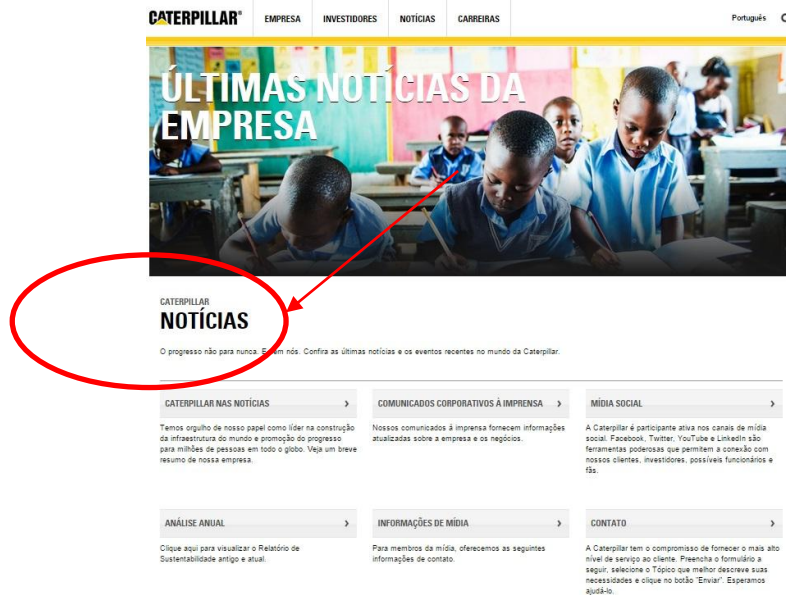 CATERPILLAR®
EMPRESA
INVESTIDORES
NOTÍCIAS
CARREIRAS
Português
ÚLTIMAS NOTÍCIAS DA
EMPRESA
CATERPILLAR
NOTÍCIAS
O progresso não para nunca. E nem nós. Confira as últimas notícias e os eventos recentes no mundo da Caterpillar.
CATERPILLAR NAS NOTÍCIAS
Temos orgulho de nosso papel como líder na construção
da infraestrutura do mundo e promoção do progresso
para milhões de pessoas em todo o globo. Veja um breve
resumo de nossa empresa.
COMUNICADOS CORPORATIVOS À IMPRENSA
Nossos comunicados à imprensa fornecem informações
atualizadas sobre a empresa e os negócios.
MÍDIA SOCIAL
A Caterpillar é participante ativa nos canais de mídia
social. Facebook, Twitter, YouTube e LinkedIn são
ferramentas poderosas que permitem a conexão com
nossos clientes, investidores, possíveis funcionários e
fãs.
ANÁLISE ANUAL
Clique aqui para visualizar o Relatório de
Sustentabilidade antigo e atual.
INFORMAÇÕES DE MÍDIA
Para membros da mídia, oferecemos as seguintes
informações de contato.
CONTATO
A Caterpillar tem o compromisso de fornecer o mais alto
nível de serviço ao cliente. Preencha o formulário a
seguir, selecione o Tópico que melhor descreve suas
necessidades e clique no botão "Enviar". Esperamos
ajudá-lo.